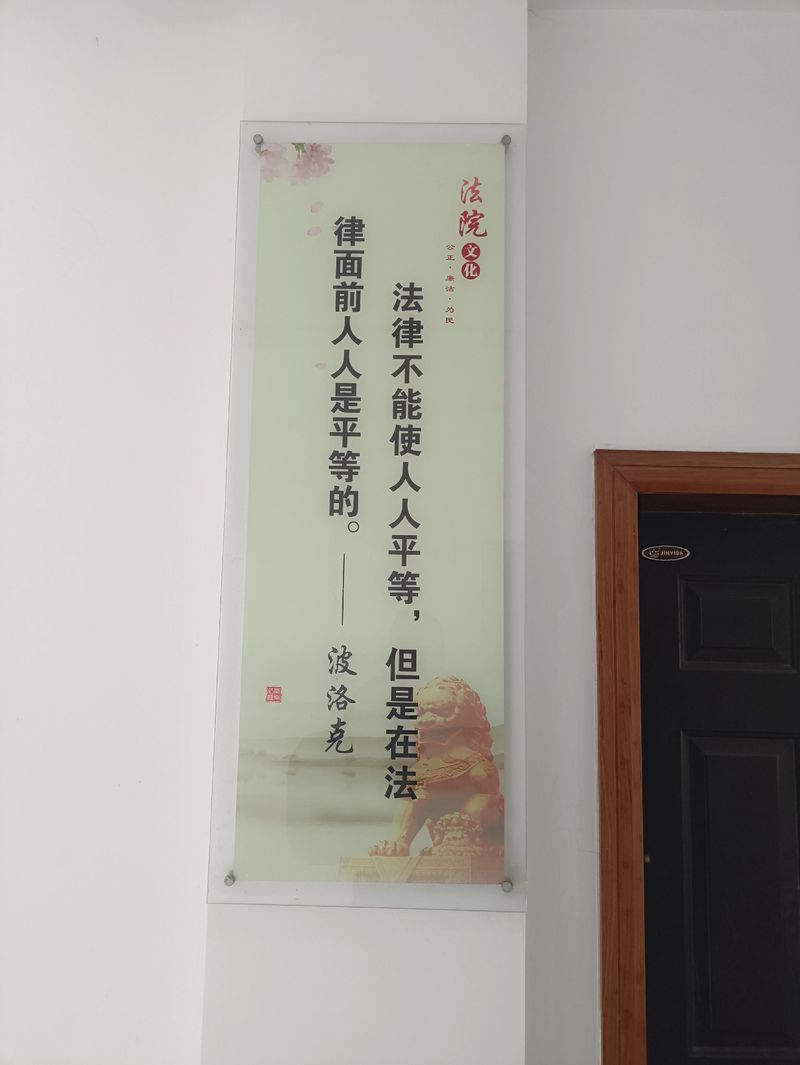 法院
文化
公正·廉洁·为民
法律不能使人人平等，但是在法
律面前人人是平等的。——波洛克
JINYIDA